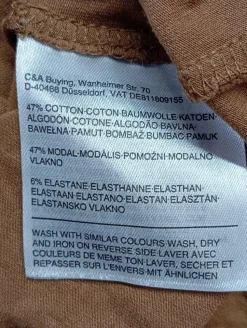 C&A Buying, Wanheimer Str. 70
D-40468 Düsseldorf, VAT DE811809155
47% COTTON·COTON·BAUMWOLLE·KATOEN·
ALGODÓN·COTONE·ALGODÃO·BAVLNA·
BAWEŁNA·PAMUT·BOMBAŽ·BUMBAC·PAMUK
47% MODAL·MODÁLIS·POMOŽNI·MODALNO
VLAKNO
6% ELASTANE·ELASTHANNE·ELASTHAN·
ELASTAAN·ELASTANO·ELASTAN·ELASZTÁN·
ELASTANSKO VLAKNO
WASH WITH SIMILAR COLOURS WASH, DRY
AND IRON ON REVERSE SIDE·LAVER AVEC
COULEURS DE MEME TON·LAVER, SECHER ET
REPASSER SUR L'ENVERS·MIT ÄHNLICHEN